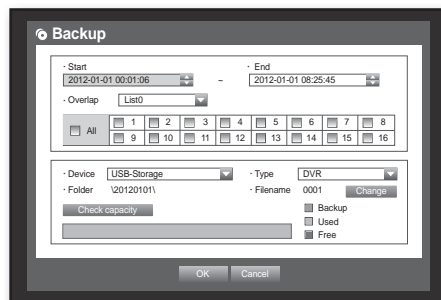 Backup
· Start
· End
2012-01-01 00:01:06
–
2012-01-01 08:25:45
· Overlap
List0
All
1 2 3 4 5 6 7 8
9 10 11 12 13 14 15 16
· Device
USB-Storage
· Type
DVR
· Folder
\20120101\
· Filename
0001
Change
Check capacity
Backup
Used
Free
OK
Cancel